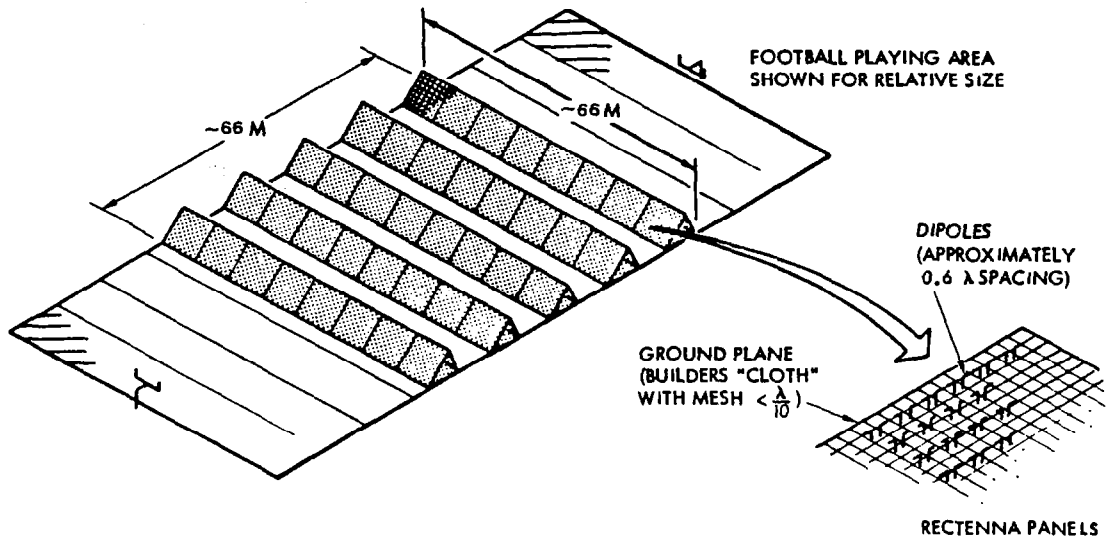 FOOTBALL PLAYING AREA
SHOWN FOR RELATIVE SIZE
~66 M
~66 M
DIPOLES
(APPROXIMATELY
0.6 λ SPACING)
GROUND PLANE
(BUILDERS "CLOTH"
WITH MESH < λ/10)
RECTENNA PANELS